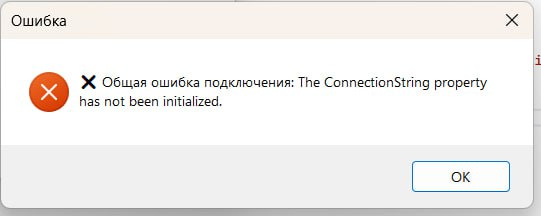 Ошибка
❌ Общая ошибка подключения: The ConnectionString property
has not been initialized.
OK